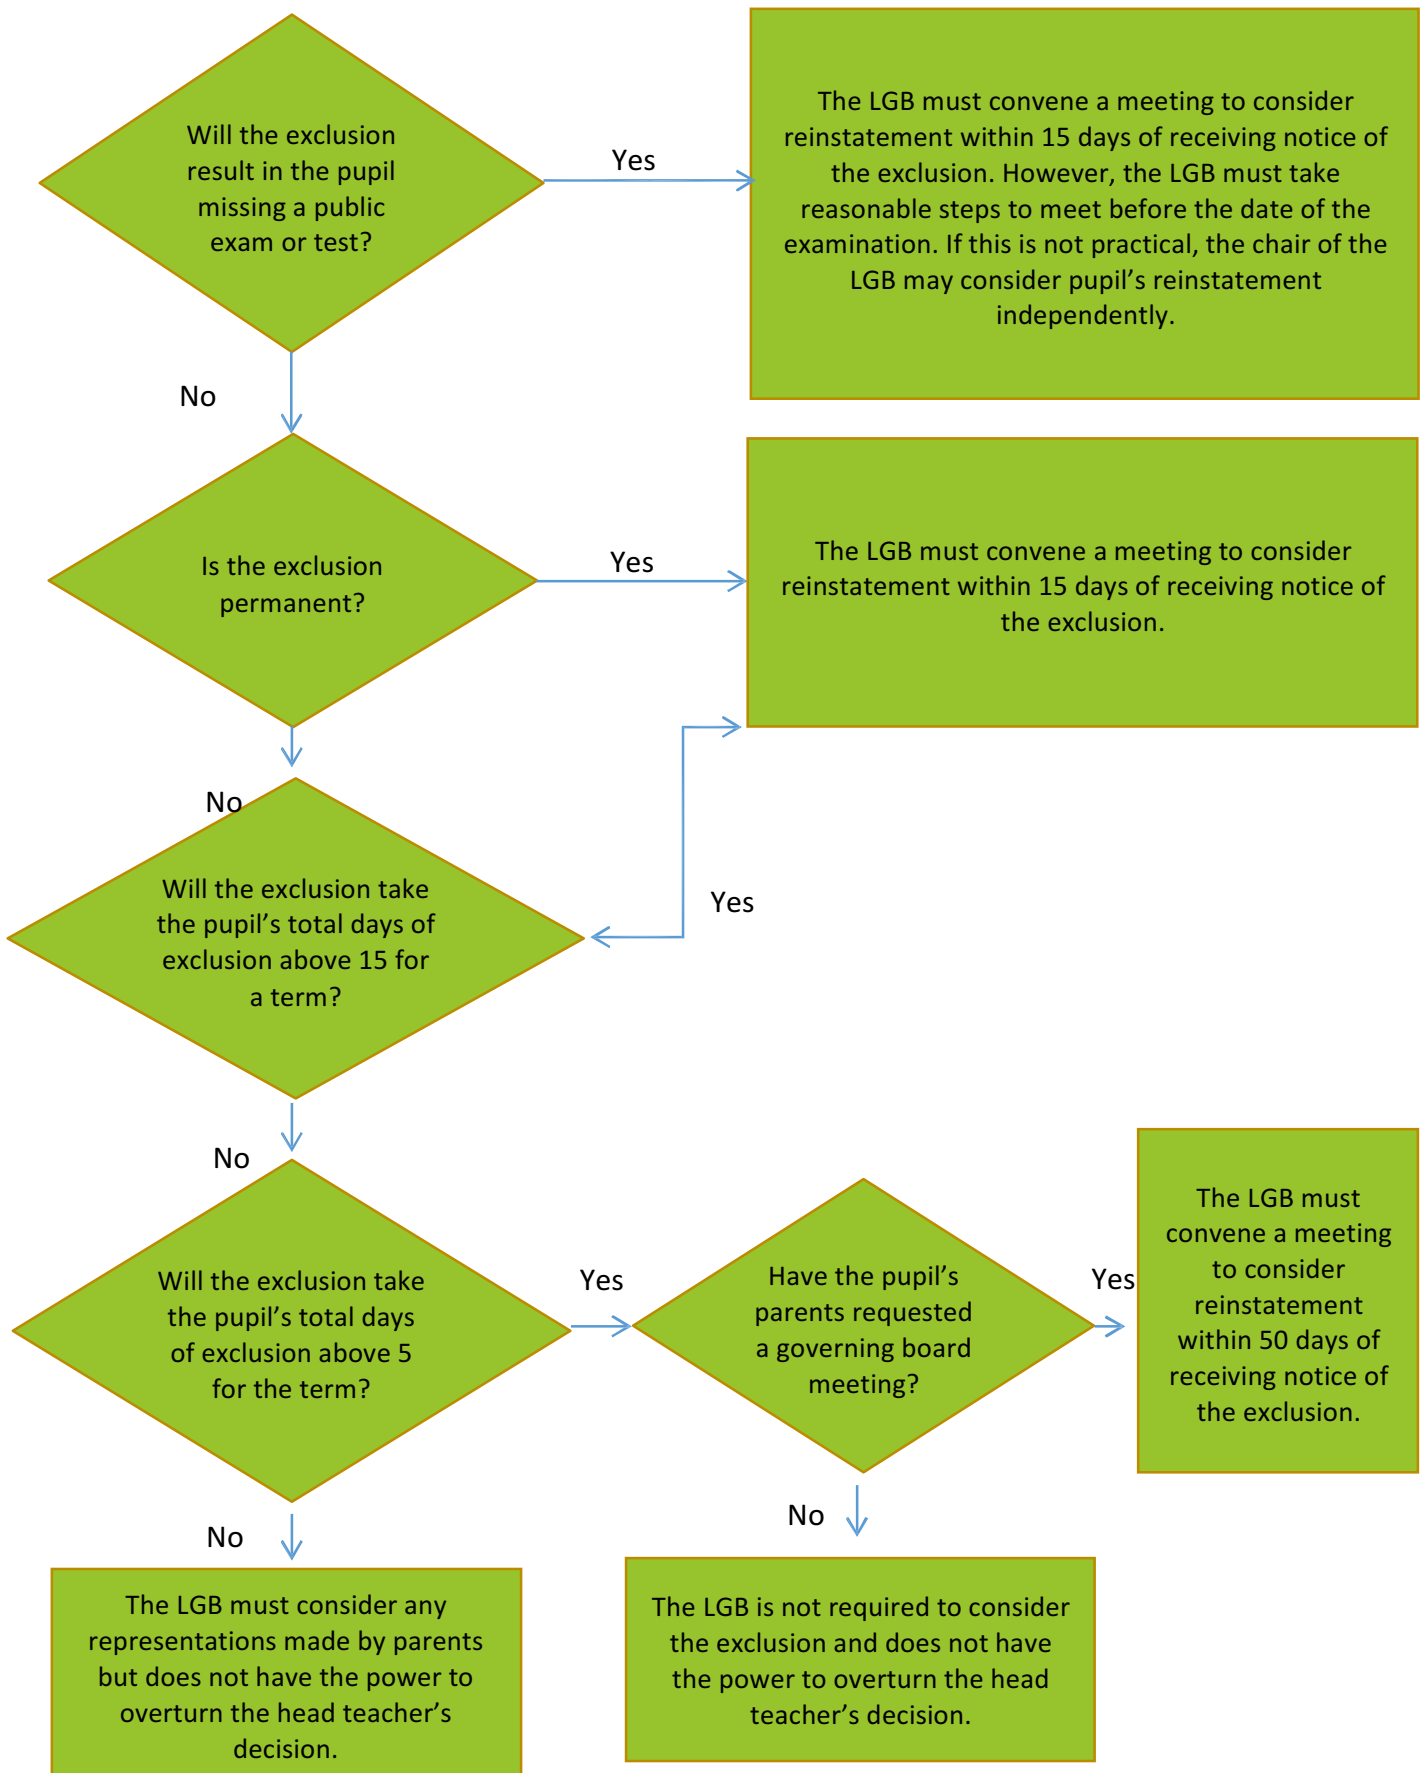 Will the exclusion
result in the pupil
missing a public
exam or test?
Yes
The LGB must convene a meeting to consider
reinstatement within 15 days of receiving notice of
the exclusion. However, the LGB must take
reasonable steps to meet before the date of the
examination. If this is not practical, the chair of the
LGB may consider pupil’s reinstatement
independently.
No
Is the exclusion
permanent?
Yes
The LGB must convene a meeting to consider
reinstatement within 15 days of receiving notice of
the exclusion.
No
Will the exclusion take
the pupil’s total days of
exclusion above 15 for
a term?
Yes
No
Will the exclusion take
the pupil’s total days
of exclusion above 5
for the term?
Yes
Have the pupil’s
parents requested
a governing board
meeting?
Yes
The LGB must
convene a meeting
to consider
reinstatement
within 50 days of
receiving notice of
the exclusion.
No
The LGB must consider any
representations made by parents
but does not have the power to
overturn the head teacher’s
decision.
No
The LGB is not required to consider
the exclusion and does not have
the power to overturn the head
teacher’s decision.